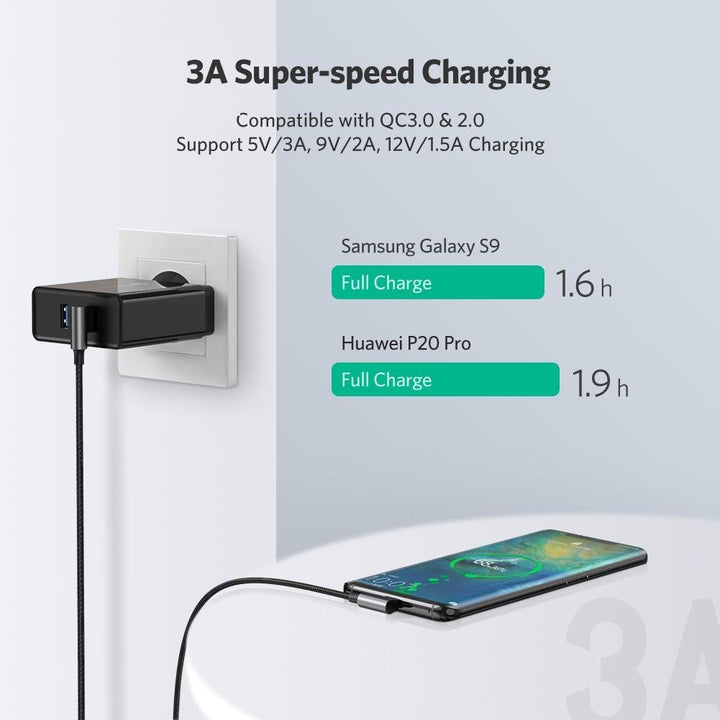 3A Super-speed Charging
Compatible with QC3.0 & 2.0
Support 5V/3A, 9V/2A, 12V/1.5A Charging
Samsung Galaxy S9
Full Charge 1.6 h
Huawei P20 Pro
Full Charge 1.9 h
3A